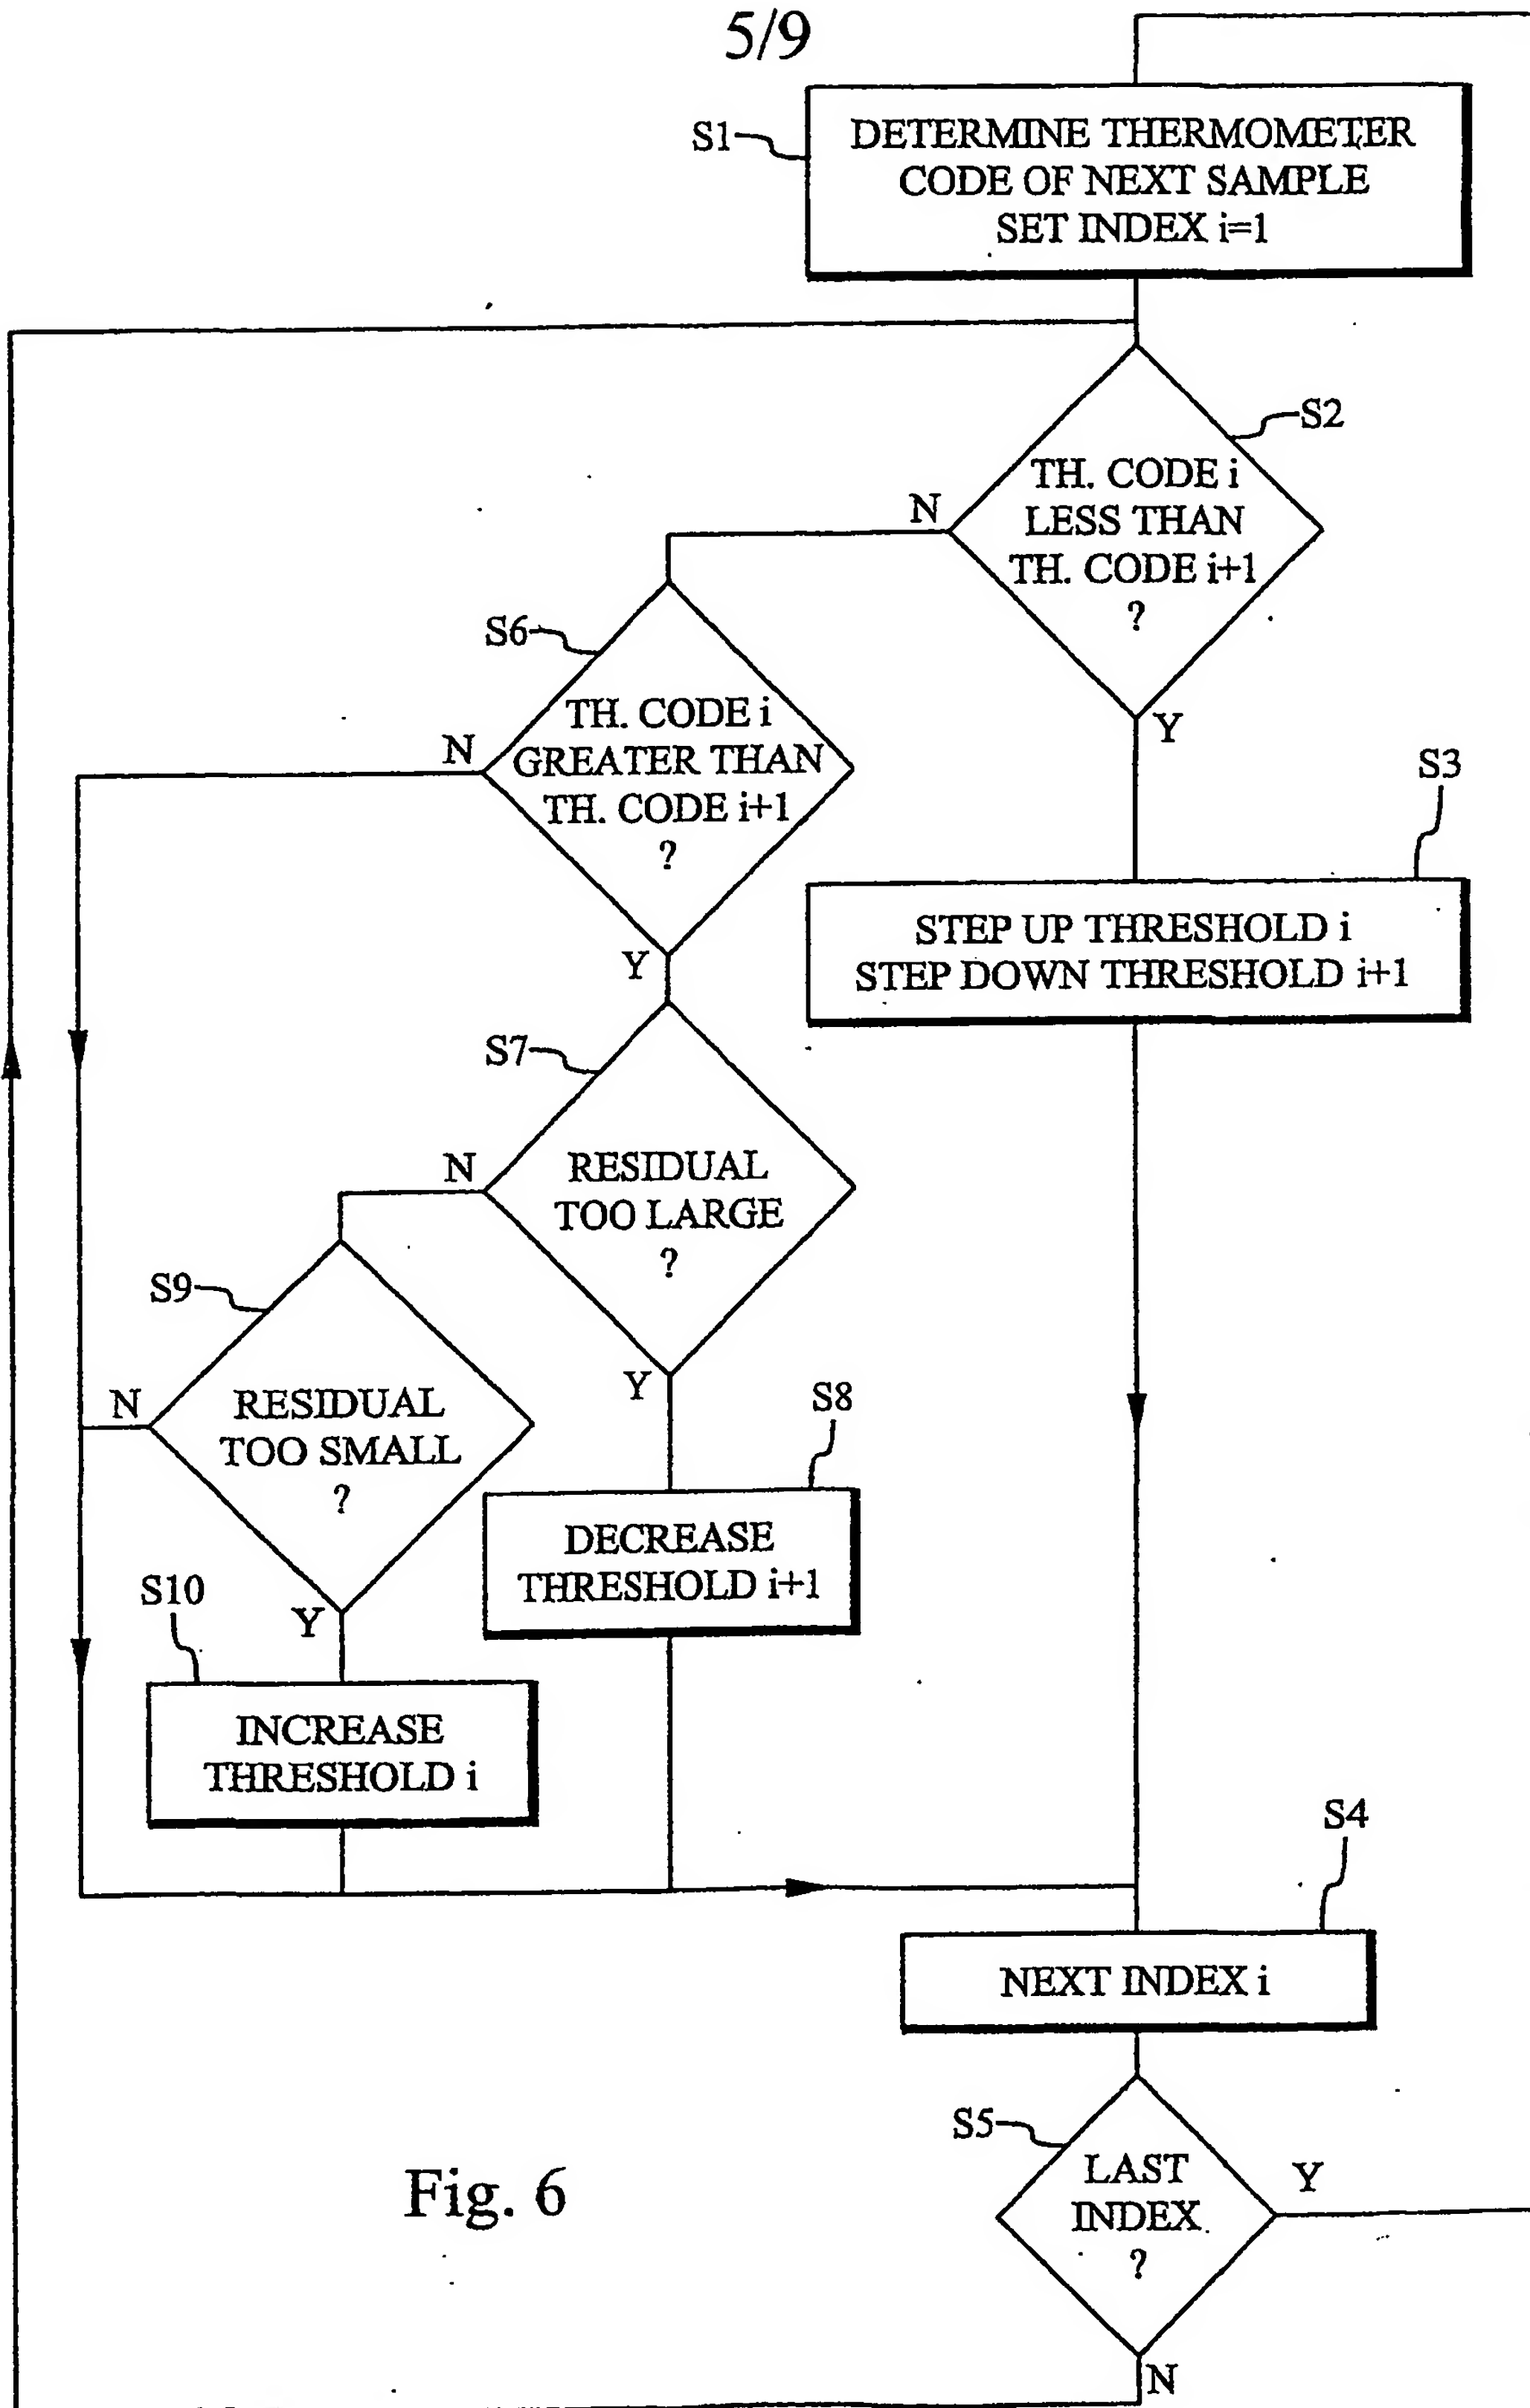 5/9
S1
DETERMINE THERMOMETER
CODE OF NEXT SAMPLE
SET INDEX i=1
S2
TH. CODE i
LESS THAN
TH. CODE i+1
?
N
Y
S6
TH. CODE i
GREATER THAN
TH. CODE i+1
?
N
Y
S3
STEP UP THRESHOLD i
STEP DOWN THRESHOLD i+1
S7
RESIDUAL
TOO LARGE
?
N
Y
S9
RESIDUAL
TOO SMALL
?
N
Y
S8
DECREASE
THRESHOLD i+1
S10
INCREASE
THRESHOLD i
S4
NEXT INDEX i
S5
LAST
INDEX
?
Y
N
Fig. 6